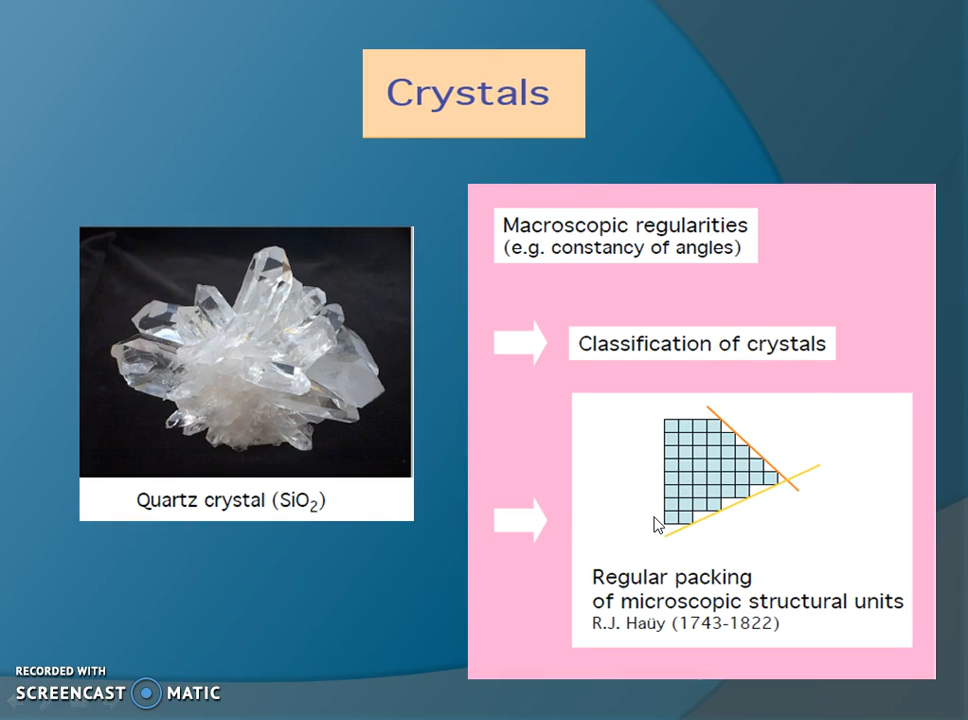 Crystals
Macroscopic regularities
(e.g. constancy of angles)
Classification of crystals
Quartz crystal (SiO₂)
Regular packing
of microscopic structural units
R.J. Haüy (1743-1822)
RECORDED WITH
SCREENCAST MATIC